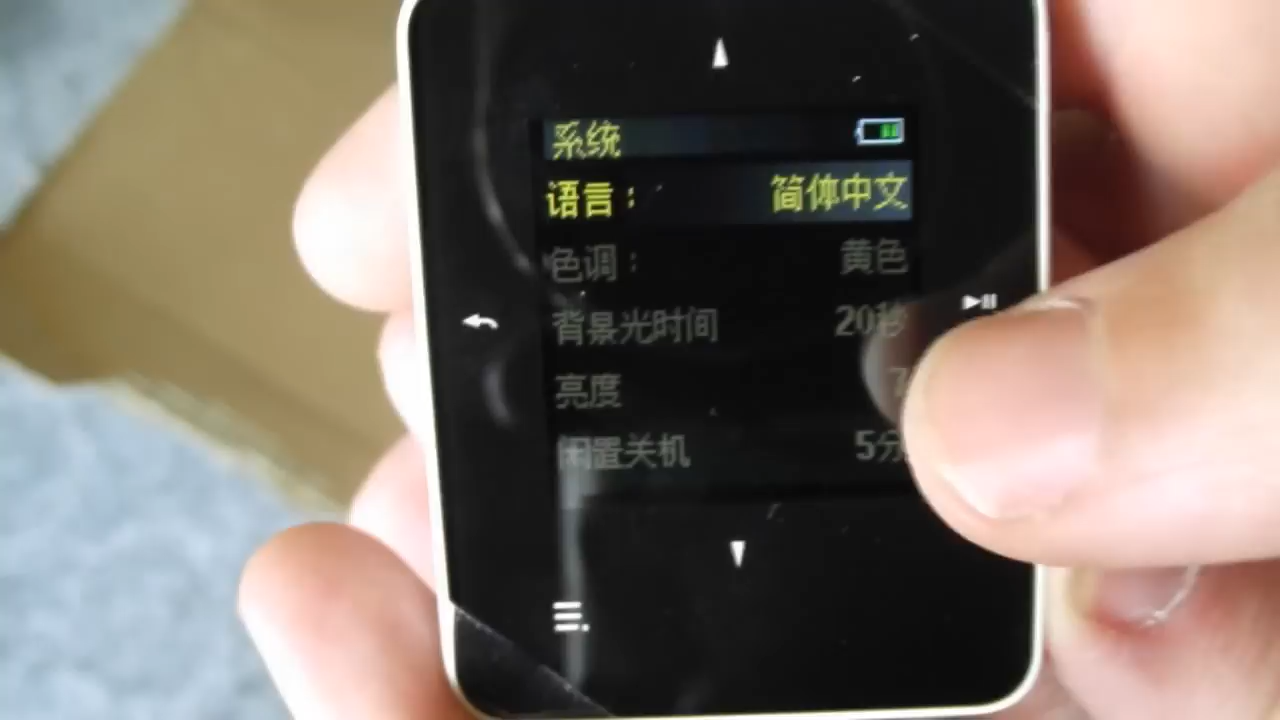 系统
语言： 简体中文
色调： 黄色
背景光时间 20秒
亮度
闲置关机 5分